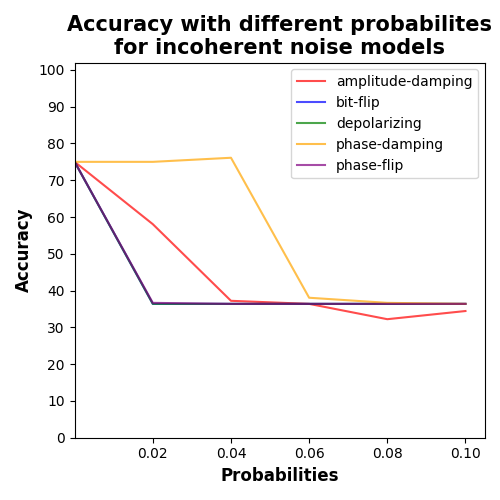 Accuracy with different probabilites
for incoherent noise models
100
90
80
70
60
50
40
30
20
10
0
Accuracy
amplitude-damping
bit-flip
depolarizing
phase-damping
phase-flip
0.02
0.04
0.06
0.08
0.10
Probabilities